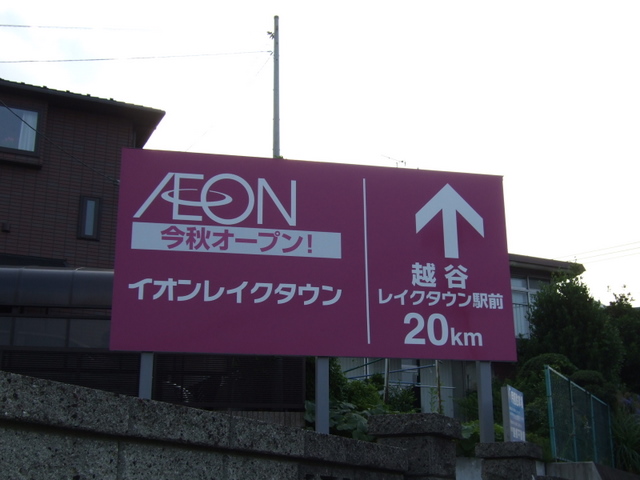 ÆON
今秋オープン!
イオンレイクタウン
越谷
レイクタウン駅前
20km